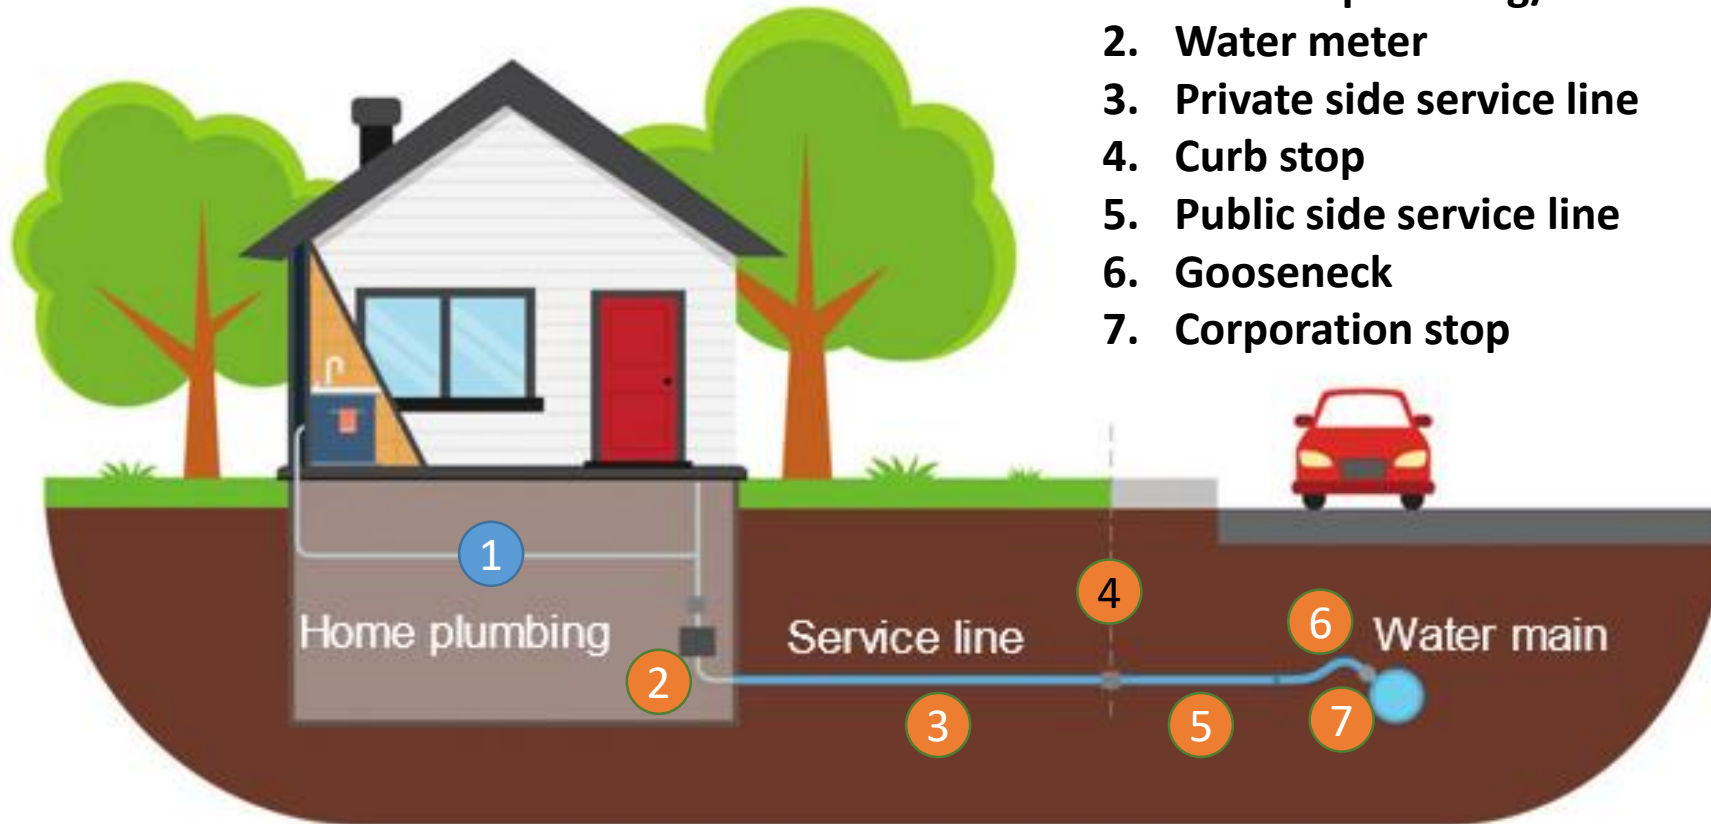 2. Water meter
3. Private side service line
4. Curb stop
5. Public side service line
6. Gooseneck
7. Corporation stop
1
4
6
Home plumbing
Service line
Water main
2
3
5
7